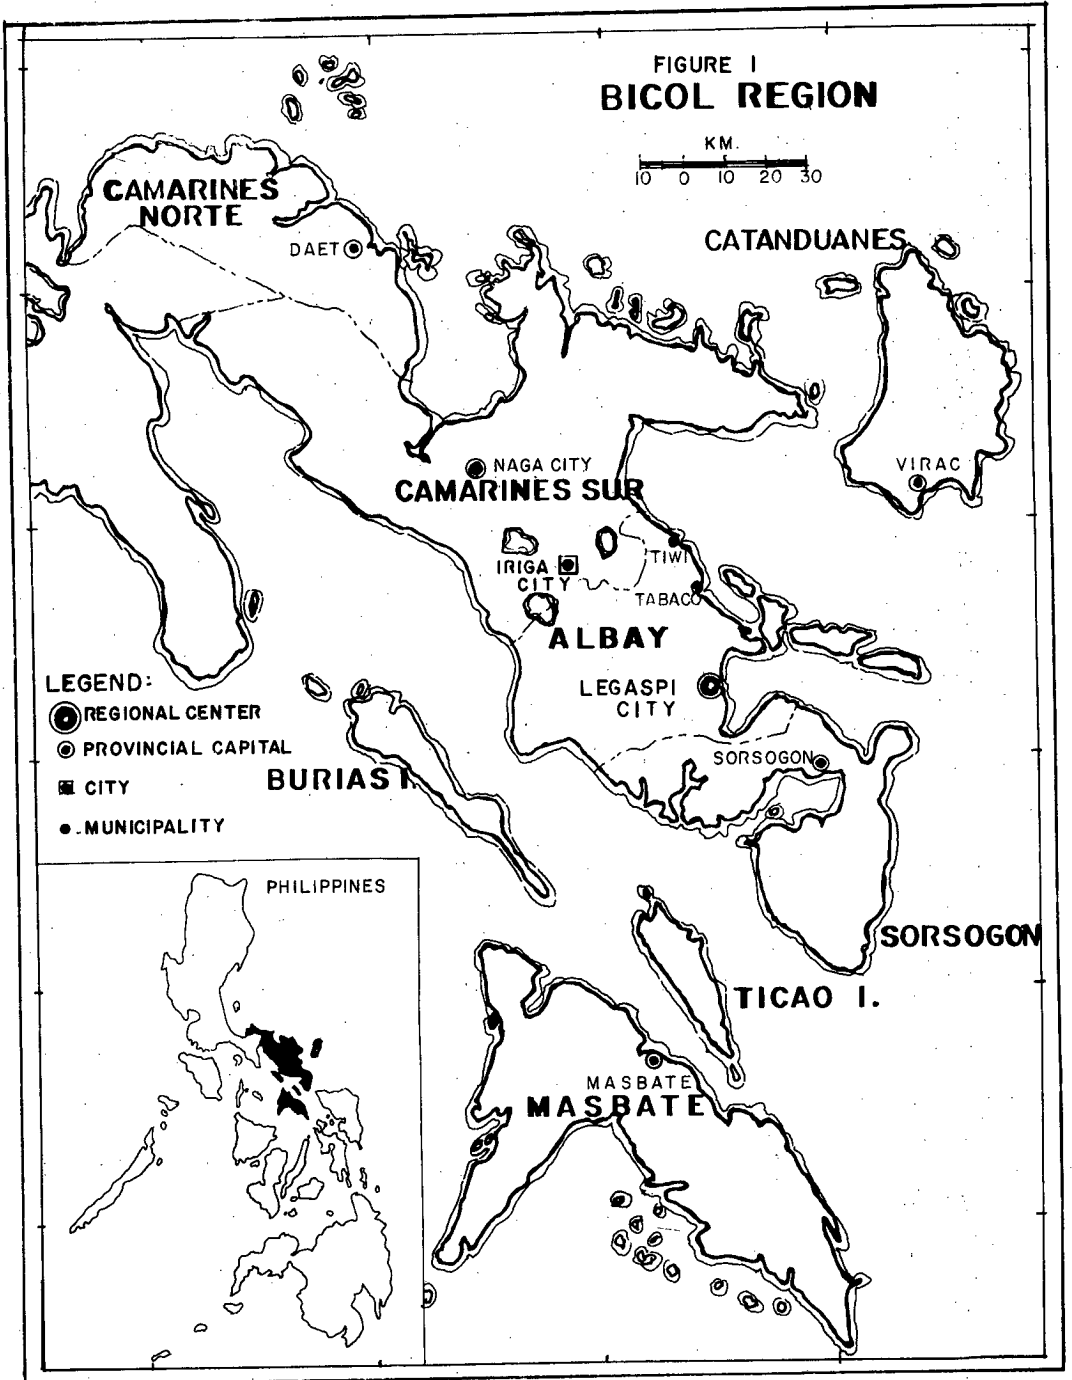 FIGURE 1
BICOL REGION
KM.
10 0 10 20 30
CAMARINES
NORTE
DAET
CATANDUANES
NAGA CITY
CAMARINES SUR
VIRAC
TIWI
IRIGA
CITY
TABACO
ALBAY
LEGASPI
CITY
LEGEND:
REGIONAL CENTER
PROVINCIAL CAPITAL
CITY
MUNICIPALITY
SORSOGON
BURIAS I.
PHILIPPINES
SORSOGON
TICAO I.
MASBATE
MASBATE